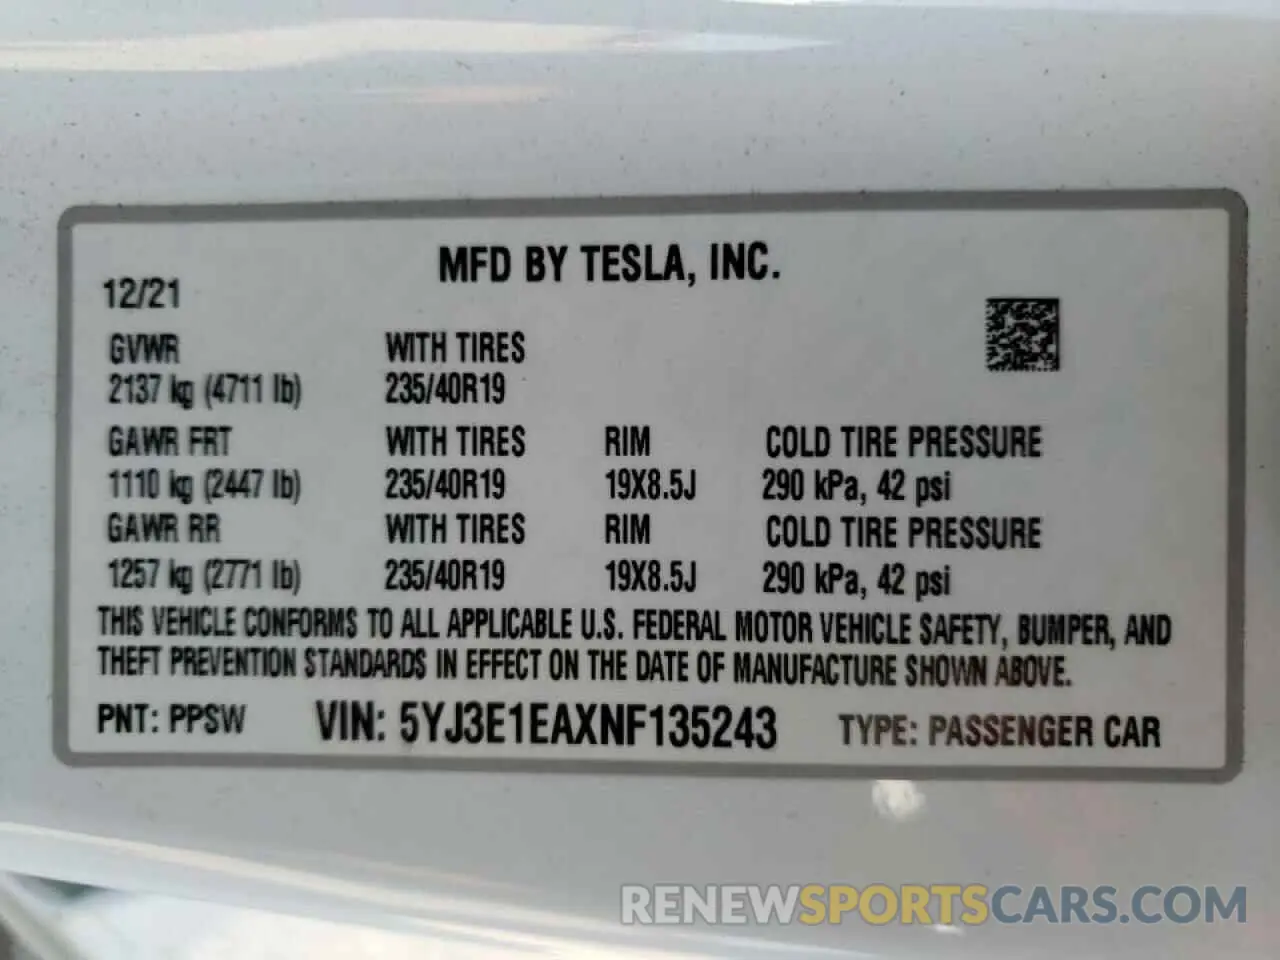 MFD BY TESLA, INC.
12/21
GVWR WITH TIRES
2137 kg (4711 lb) 235/40R19
GAWR FRT WITH TIRES RIM COLD TIRE PRESSURE
1110 kg (2447 lb) 235/40R19 19X8.5J 290 kPa, 42 psi
GAWR RR WITH TIRES RIM COLD TIRE PRESSURE
1257 kg (2771 lb) 235/40R19 19X8.5J 290 kPa, 42 psi
THIS VEHICLE CONFORMS TO ALL APPLICABLE U.S. FEDERAL MOTOR VEHICLE SAFETY, BUMPER, AND
THEFT PREVENTION STANDARDS IN EFFECT ON THE DATE OF MANUFACTURE SHOWN ABOVE.
PNT: PPSW VIN: 5YJ3E1EAXNF135243 TYPE: PASSENGER CAR
RENEWSPORTSCARS.COM